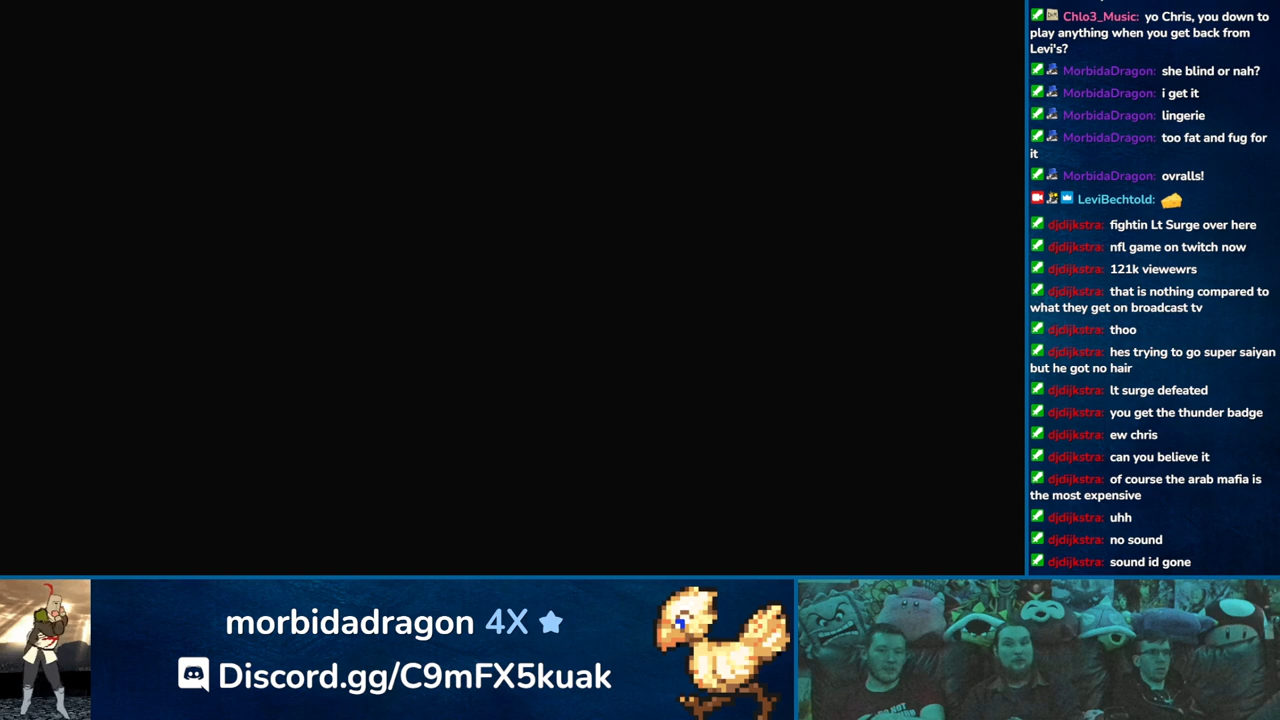 Chlo3_Music: yo Chris, you down to
play anything when you get back from
Levi's?
MorbidaDragon: she blind or nah?
MorbidaDragon: i get it
MorbidaDragon: lingerie
MorbidaDragon: too fat and fug for
it
MorbidaDragon: ovralls!
LeviBechtold:
djdijkstra: fightin Lt Surge over here
djdijkstra: nfl game on twitch now
djdijkstra: 121k viewewrs
djdijkstra: that is nothing compared to
what they get on broadcast tv
djdijkstra: thoo
djdijkstra: hes trying to go super saiyan
but he got no hair
djdijkstra: lt surge defeated
djdijkstra: you get the thunder badge
djdijkstra: ew chris
djdijkstra: can you believe it
djdijkstra: of course the arab mafia is
the most expensive
djdijkstra: uhh
djdijkstra: no sound
djdijkstra: sound id gone
morbidadragon 4X
Discord.gg/C9mFX5kuak